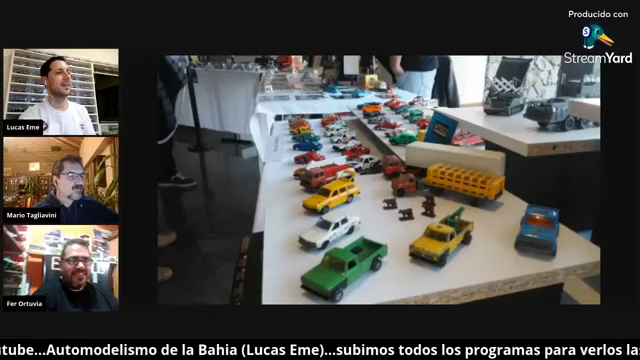 Producido con
StreamYard
Lucas Eme
Mario Tagliavini
Fer Ortuvia
utube...Automodelismo de la Bahia (Lucas Eme)...subimos todos los programas para verlos la